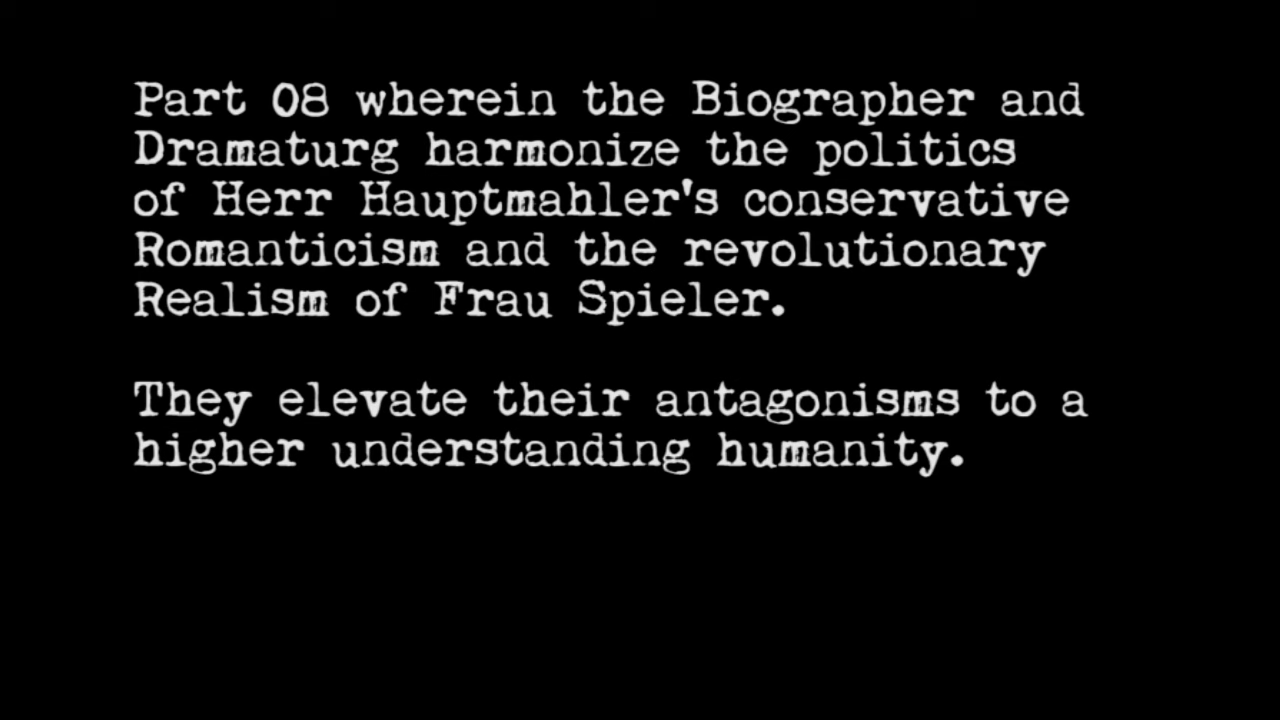 Part 08 wherein the Biographer and
Dramaturg harmonize the politics
of Herr Hauptmahler's conservative
Romanticism and the revolutionary
Realism of Frau Spieler.
They elevate their antagonisms to a
higher understanding humanity.